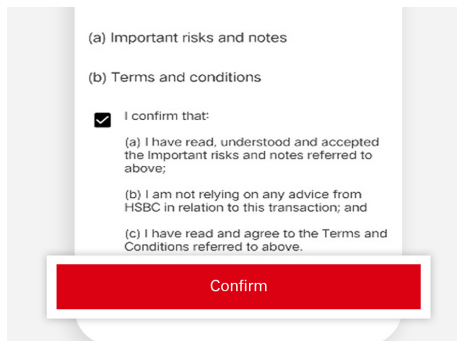 (a) Important risks and notes
(b) Terms and conditions
I confirm that:
(a) I have read, understood and accepted
the Important risks and notes referred to
above;
(b) I am not relying on any advice from
HSBC in relation to this transaction; and
(c) I have read and agree to the Terms and
Conditions referred to above.
Confirm